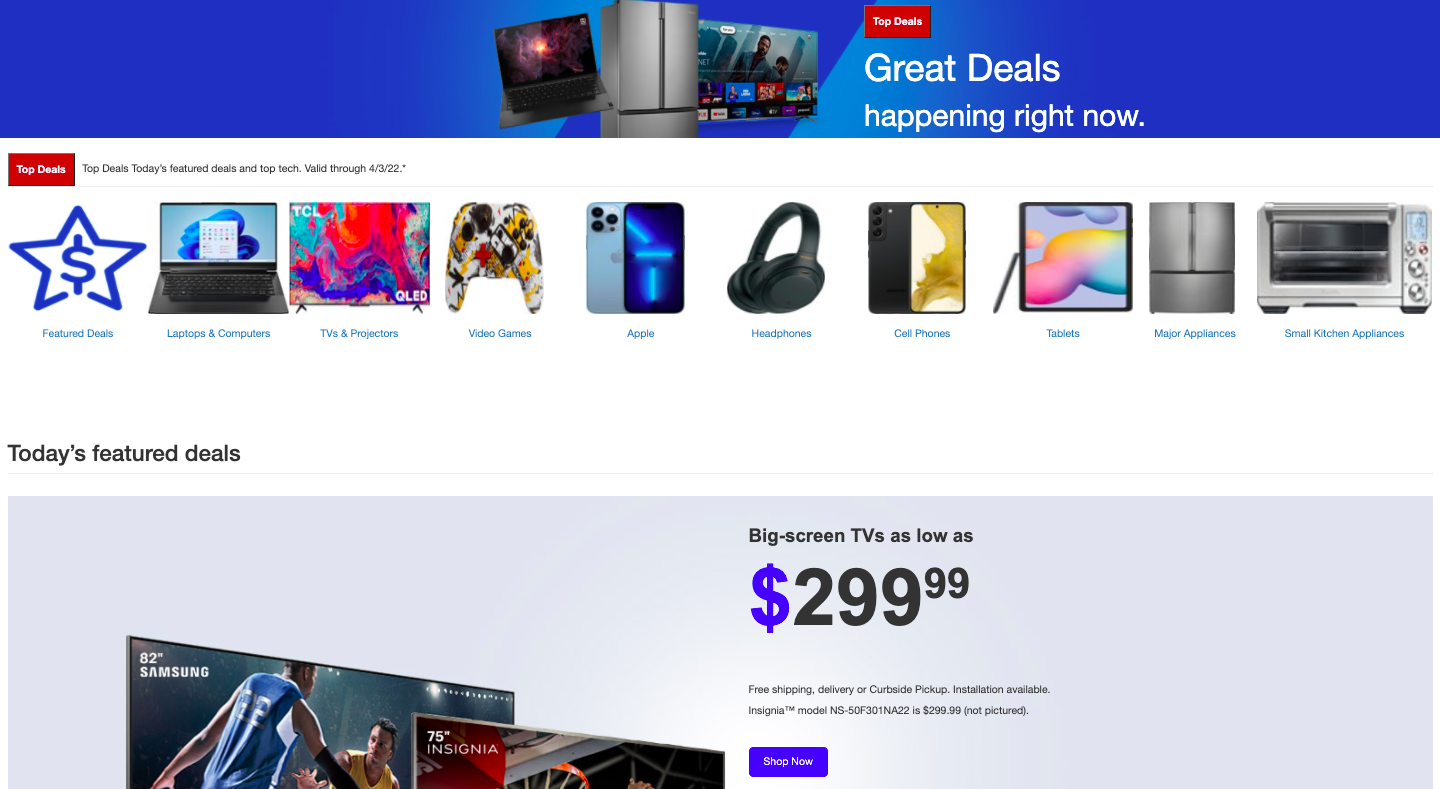 Top Deals
Great Deals
happening right now.
Top Deals
Top Deals Today's featured deals and top tech. Valid through 4/3/22.*
TCL
QLED
Featured Deals
Laptops & Computers
TVs & Projectors
Video Games
Apple
Headphones
Cell Phones
Tablets
Major Appliances
Small Kitchen Appliances
Today's featured deals
Big-screen TVs as low as
$299 99
82"
SAMSUNG
75"
INSIGNIA
Free shipping, delivery or Curbside Pickup. Installation available.
Insignia™ model NS-50F301NA22 is $299.99 (not pictured).
Shop Now